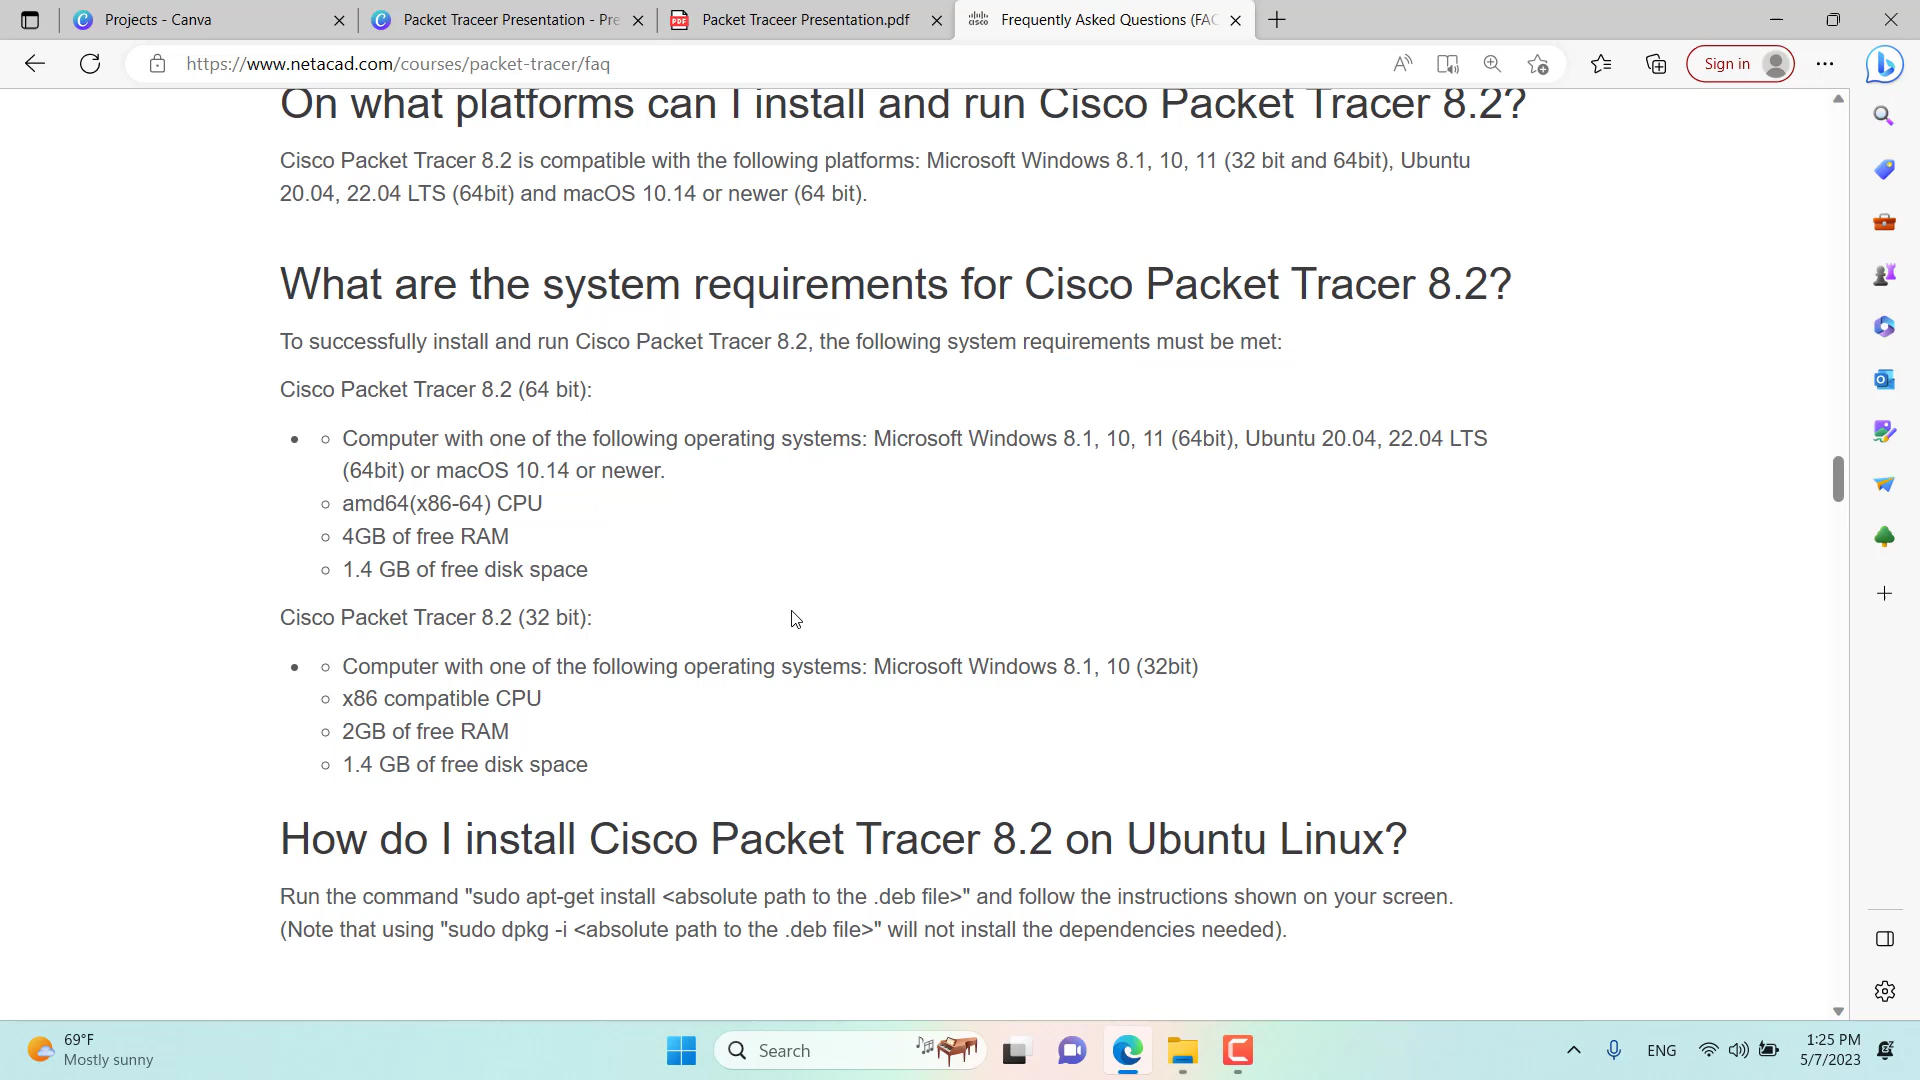 Projects - Canva
Packet Traceer Presentation - Pre
Packet Traceer Presentation.pdf
Frequently Asked Questions (FAQ
https://www.netacad.com/courses/packet-tracer/faq
Sign in
On what platforms can I install and run Cisco Packet Tracer 8.2?
Cisco Packet Tracer 8.2 is compatible with the following platforms: Microsoft Windows 8.1, 10, 11 (32 bit and 64bit), Ubuntu
20.04, 22.04 LTS (64bit) and macOS 10.14 or newer (64 bit).
What are the system requirements for Cisco Packet Tracer 8.2?
To successfully install and run Cisco Packet Tracer 8.2, the following system requirements must be met:
Cisco Packet Tracer 8.2 (64 bit):
Computer with one of the following operating systems: Microsoft Windows 8.1, 10, 11 (64bit), Ubuntu 20.04, 22.04 LTS
(64bit) or macOS 10.14 or newer.
amd64(x86-64) CPU
4GB of free RAM
1.4 GB of free disk space
Cisco Packet Tracer 8.2 (32 bit):
Computer with one of the following operating systems: Microsoft Windows 8.1, 10 (32bit)
x86 compatible CPU
2GB of free RAM
1.4 GB of free disk space
How do I install Cisco Packet Tracer 8.2 on Ubuntu Linux?
Run the command "sudo apt-get install <absolute path to the .deb file>" and follow the instructions shown on your screen.
(Note that using "sudo dpkg -i <absolute path to the .deb file>" will not install the dependencies needed).
69°F
Mostly sunny
Search
ENG
1:25 PM
5/7/2023